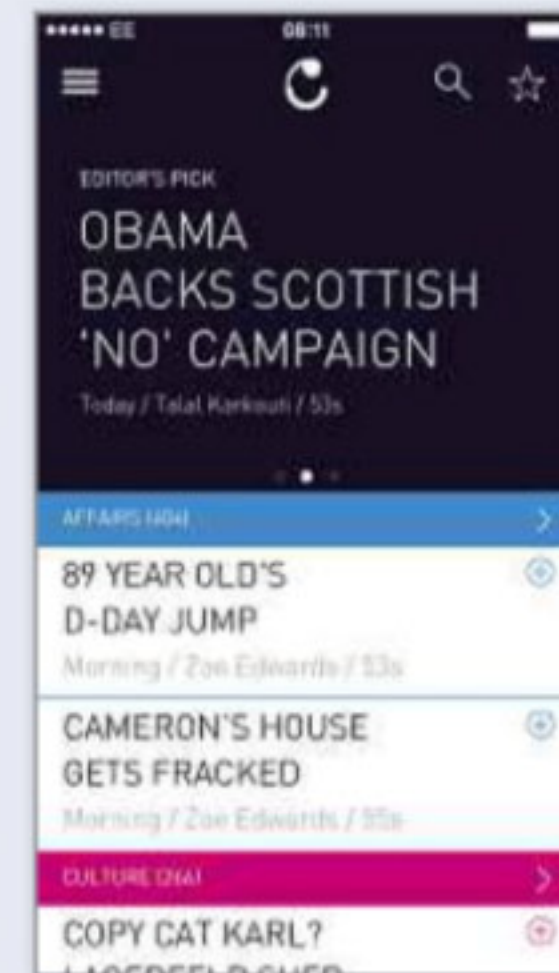 EE 08:11
EDITOR'S PICK
OBAMA
BACKS SCOTTISH
'NO' CAMPAIGN
Today / Talal Karkouti / 53s
AFFAIRS
89 YEAR OLD'S
D-DAY JUMP
Morning / Zoe Edwards / 53s
CAMERON'S HOUSE
GETS FRACKED
Morning / Zoe Edwards
CULTURE
COPY CAT KARL?